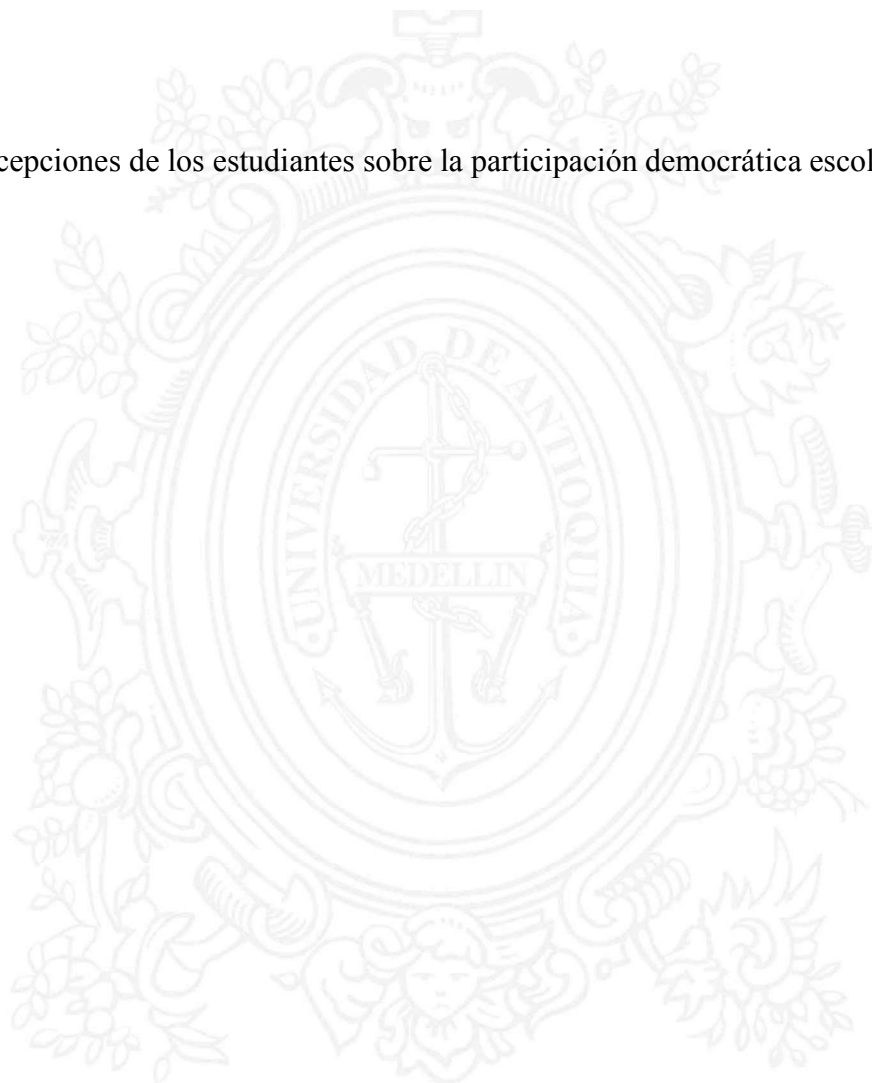 cepciones de los estudiantes sobre la participación democrática escol
UNIVERSIDAD DE ANTIOQUIA
MEDELLIN